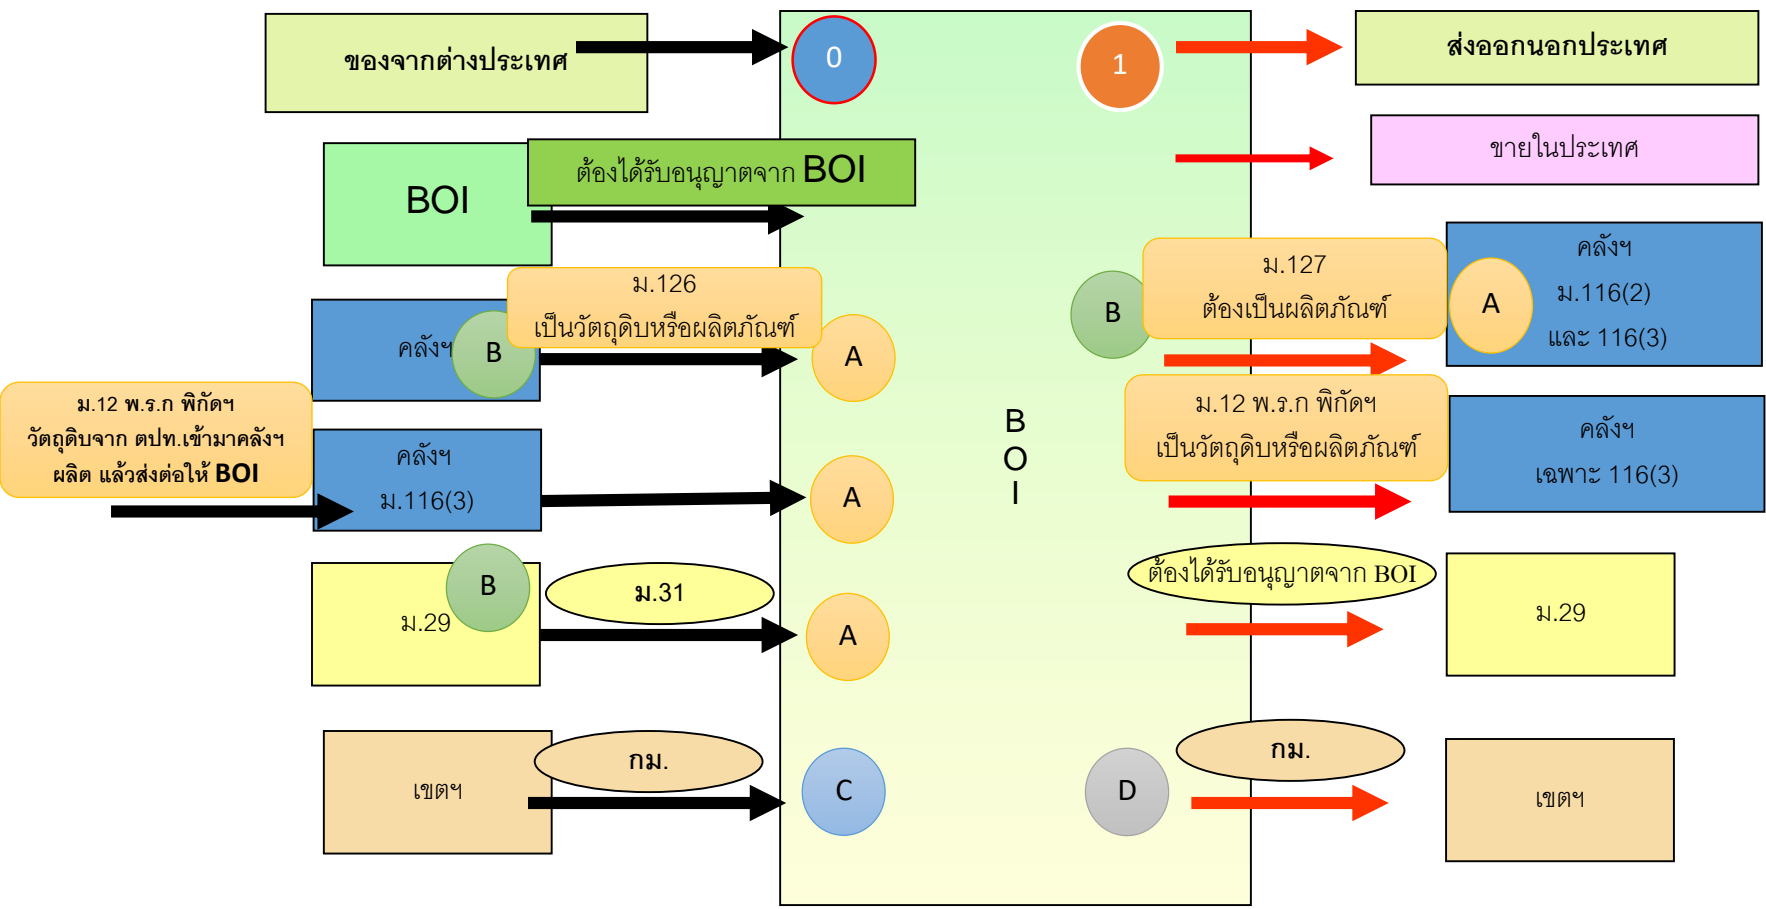 ของจากต่างประเทศ
0
1
ส่งออกนอกประเทศ
ขายในประเทศ
BOI
ต้องได้รับอนุญาตจาก BOI
คลังฯ
B
ม.126
เป็นวัตถุดิบหรือผลิตภัณฑ์
A
B
ม.127
ต้องเป็นผลิตภัณฑ์
A
คลังฯ
ม.116(2)
และ 116(3)
ม.12 พ.ร.ก พิกัดฯ
วัตถุดิบจาก ตปท.เข้ามาคลังฯ
ผลิต แล้วส่งต่อให้ BOI
คลังฯ
ม.116(3)
A
B
O
I
ม.12 พ.ร.ก พิกัดฯ
เป็นวัตถุดิบหรือผลิตภัณฑ์
คลังฯ
เฉพาะ 116(3)
ม.29
B
ม.31
A
ต้องได้รับอนุญาตจาก BOI
ม.29
เขตฯ
กม.
C
D
กม.
เขตฯ